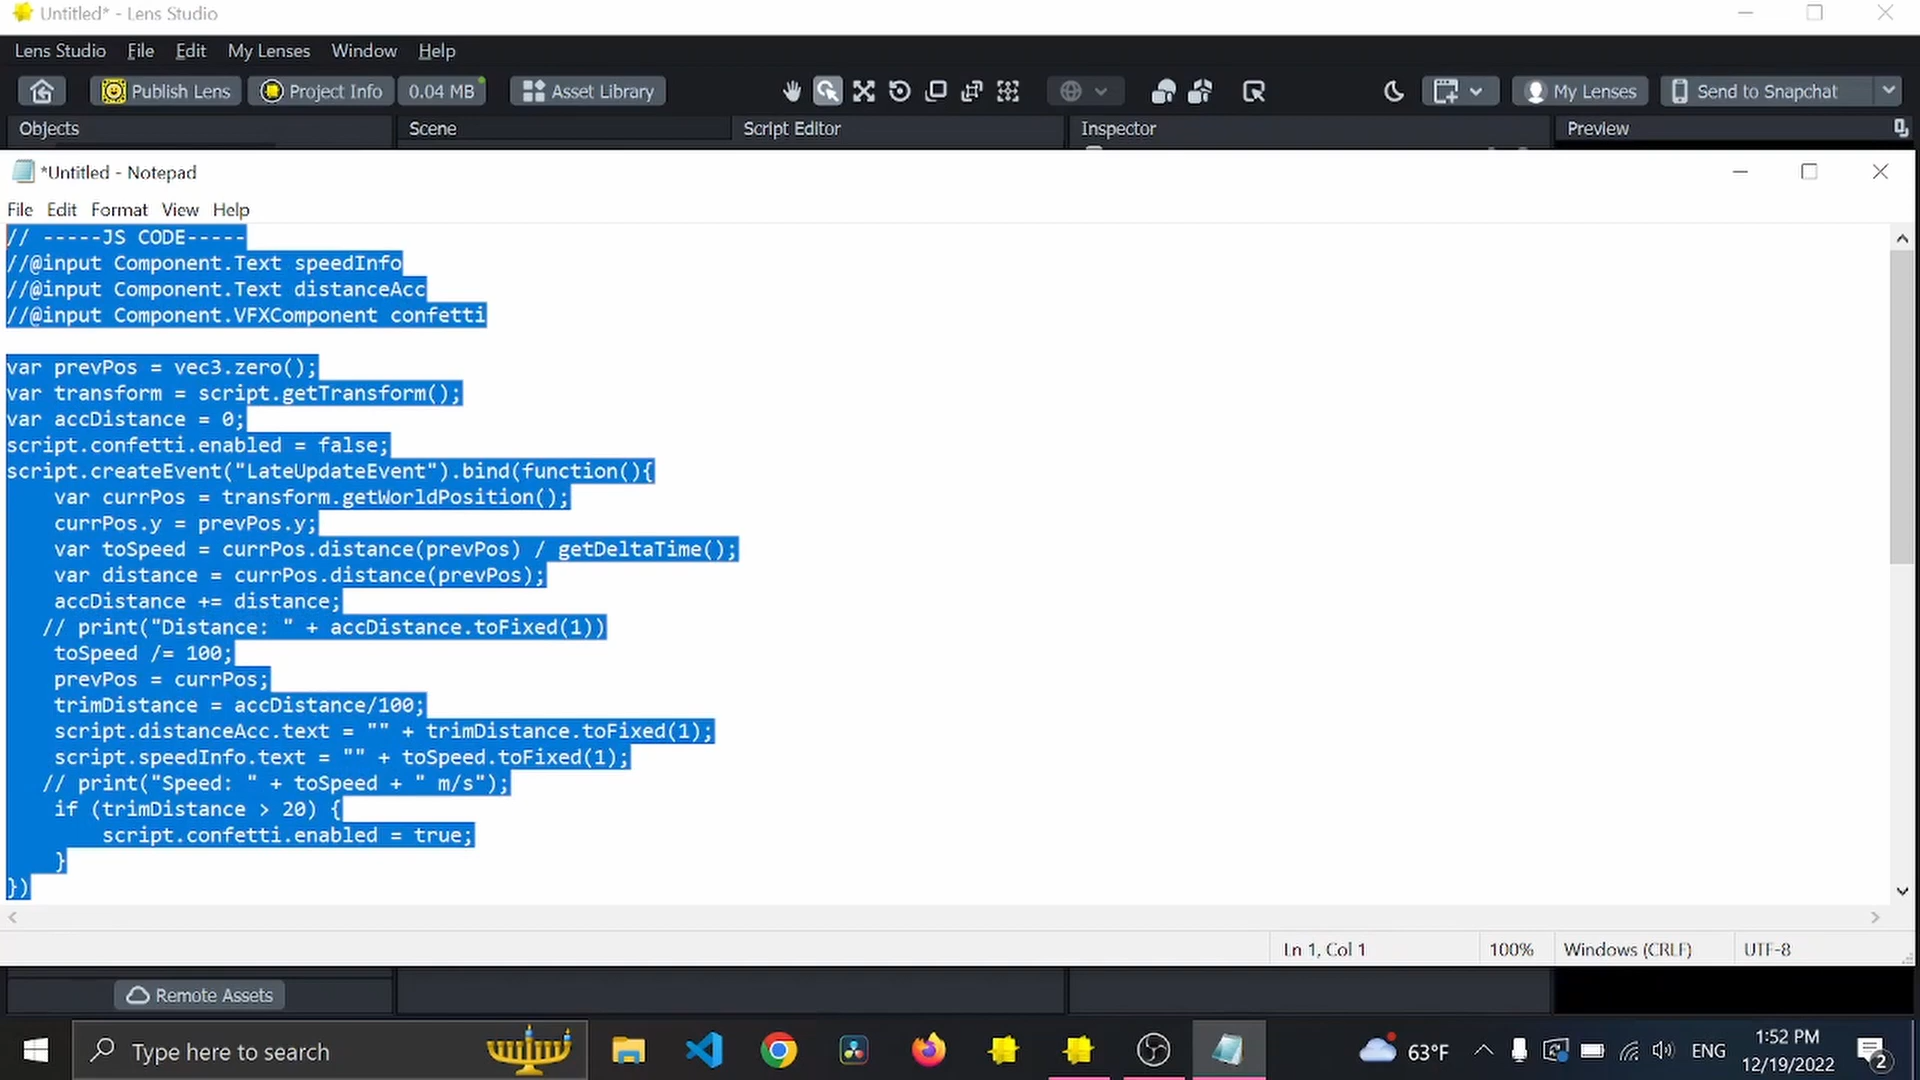 Untitled* - Lens Studio
Lens Studio File Edit My Lenses Window Help
Publish Lens Project Info 0.04 MB Asset Library My Lenses Send to Snapchat
Objects Scene Script Editor Inspector Preview
*Untitled - Notepad
File Edit Format View Help
// -----JS CODE-----
//@input Component.Text speedInfo
//@input Component.Text distanceAcc
//@input Component.VFXComponent confetti
var prevPos = vec3.zero();
var transform = script.getTransform();
var accDistance = 0;
script.confetti.enabled = false;
script.createEvent("LateUpdateEvent").bind(function(){
    var currPos = transform.getWorldPosition();
    currPos.y = prevPos.y;
    var toSpeed = currPos.distance(prevPos) / getDeltaTime();
    var distance = currPos.distance(prevPos);
    accDistance += distance;
   // print("Distance: " + accDistance.toFixed(1))
    toSpeed /= 100;
    prevPos = currPos;
    trimDistance = accDistance/100;
    script.distanceAcc.text = "" + trimDistance.toFixed(1);
    script.speedInfo.text = "" + toSpeed.toFixed(1);
   // print("Speed: " + toSpeed + " m/s");
    if (trimDistance > 20) {
        script.confetti.enabled = true;
    }
})
Ln 1, Col 1 100% Windows (CRLF) UTF-8
Remote Assets
Type here to search 63°F ENG 1:52 PM 2
12/19/2022